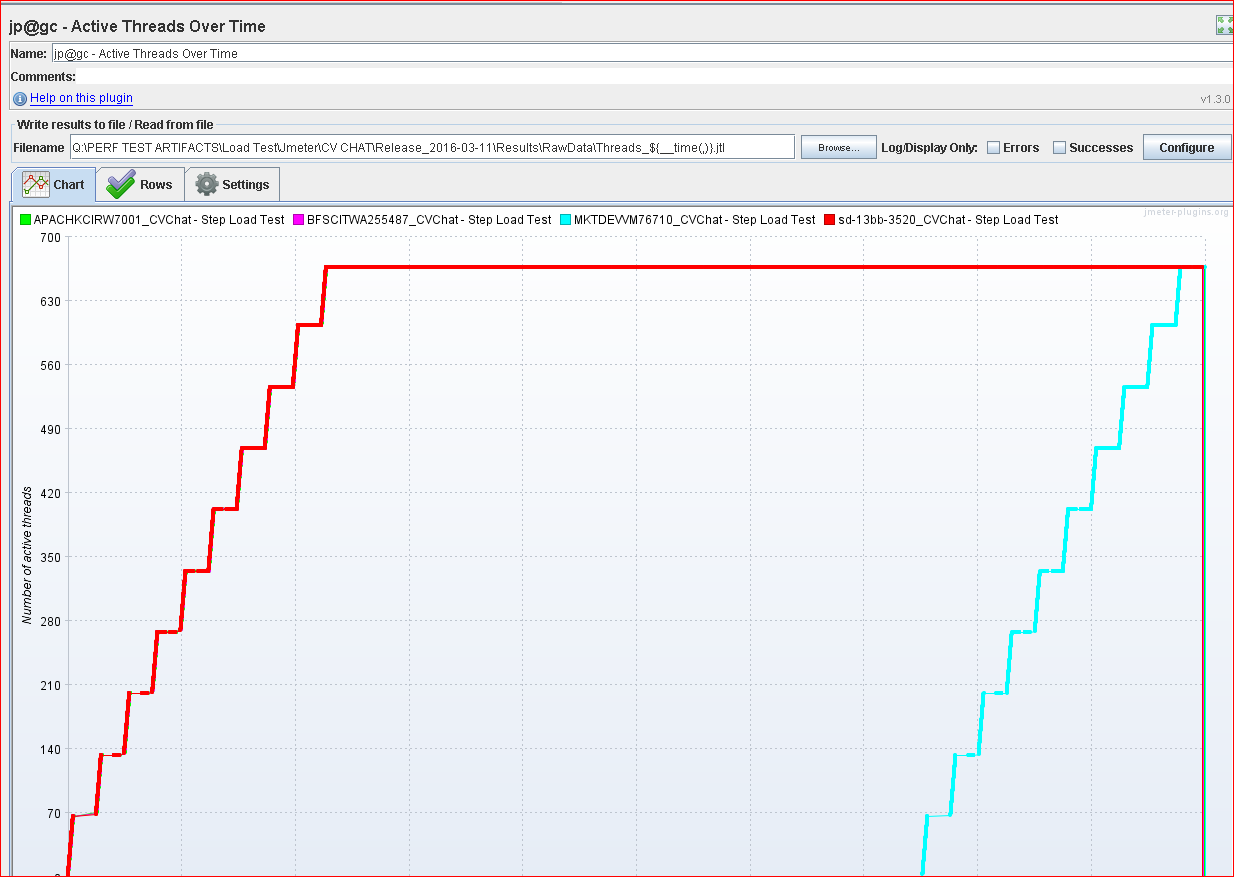 jp@gc - Active Threads Over Time
Name: jp@gc - Active Threads Over Time
Comments:
Help on this plugin
v1.3.0
Write results to file / Read from file
Filename Q:\PERF TEST ARTIFACTS\Load Test\Jmeter\CV CHAT\Release_2016-03-11\Results\RawData\Threads_${__time(,)}.jtl Browse... Log/Display Only: Errors Successes Configure
Chart Rows Settings
jmeter-plugins.org
APACHKCIRW7001_CVChat - Step Load Test BFSCITWA255487_CVChat - Step Load Test MKTDEVVM76710_CVChat - Step Load Test sd-13bb-3520_CVChat - Step Load Test
700
630
560
490
420
350
280
210
140
70
Number of active threads